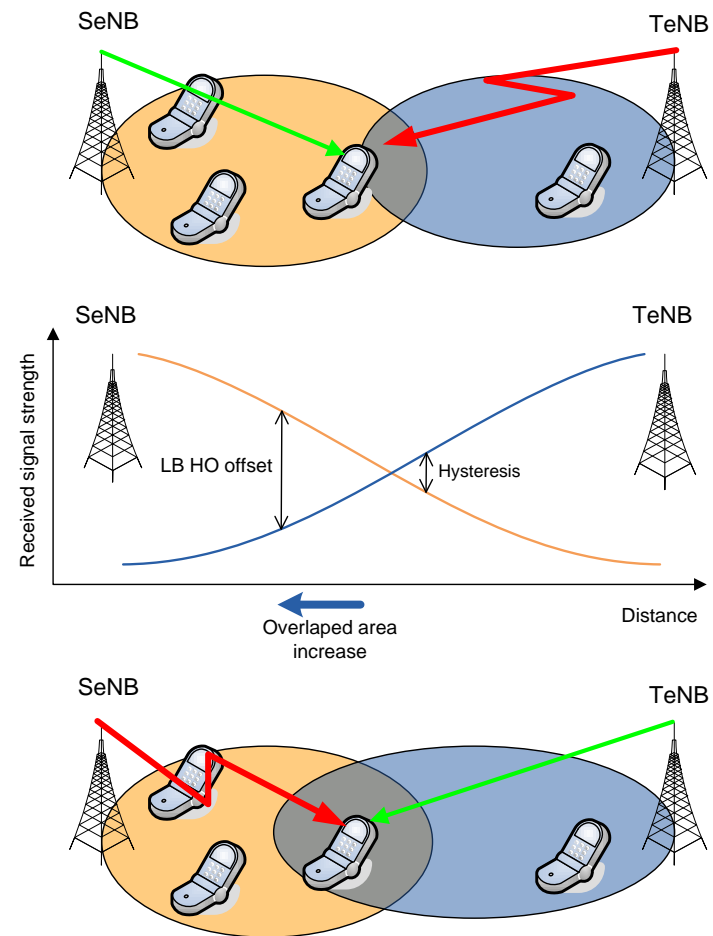 SeNB
TeNB
SeNB
TeNB
Received signal strength
LB HO offset
Hysteresis
Distance
Overlaped area
increase
SeNB
TeNB